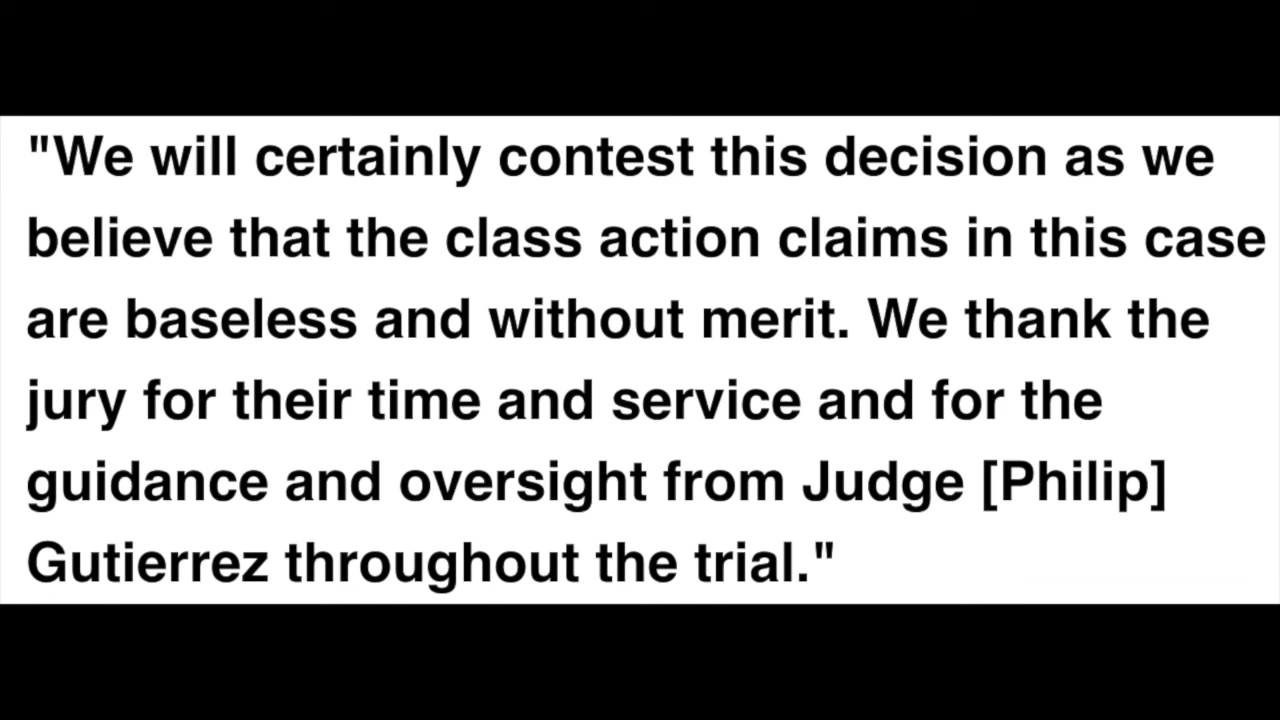 "We will certainly contest this decision as we
believe that the class action claims in this case
are baseless and without merit. We thank the
jury for their time and service and for the
guidance and oversight from Judge [Philip]
Gutierrez throughout the trial."